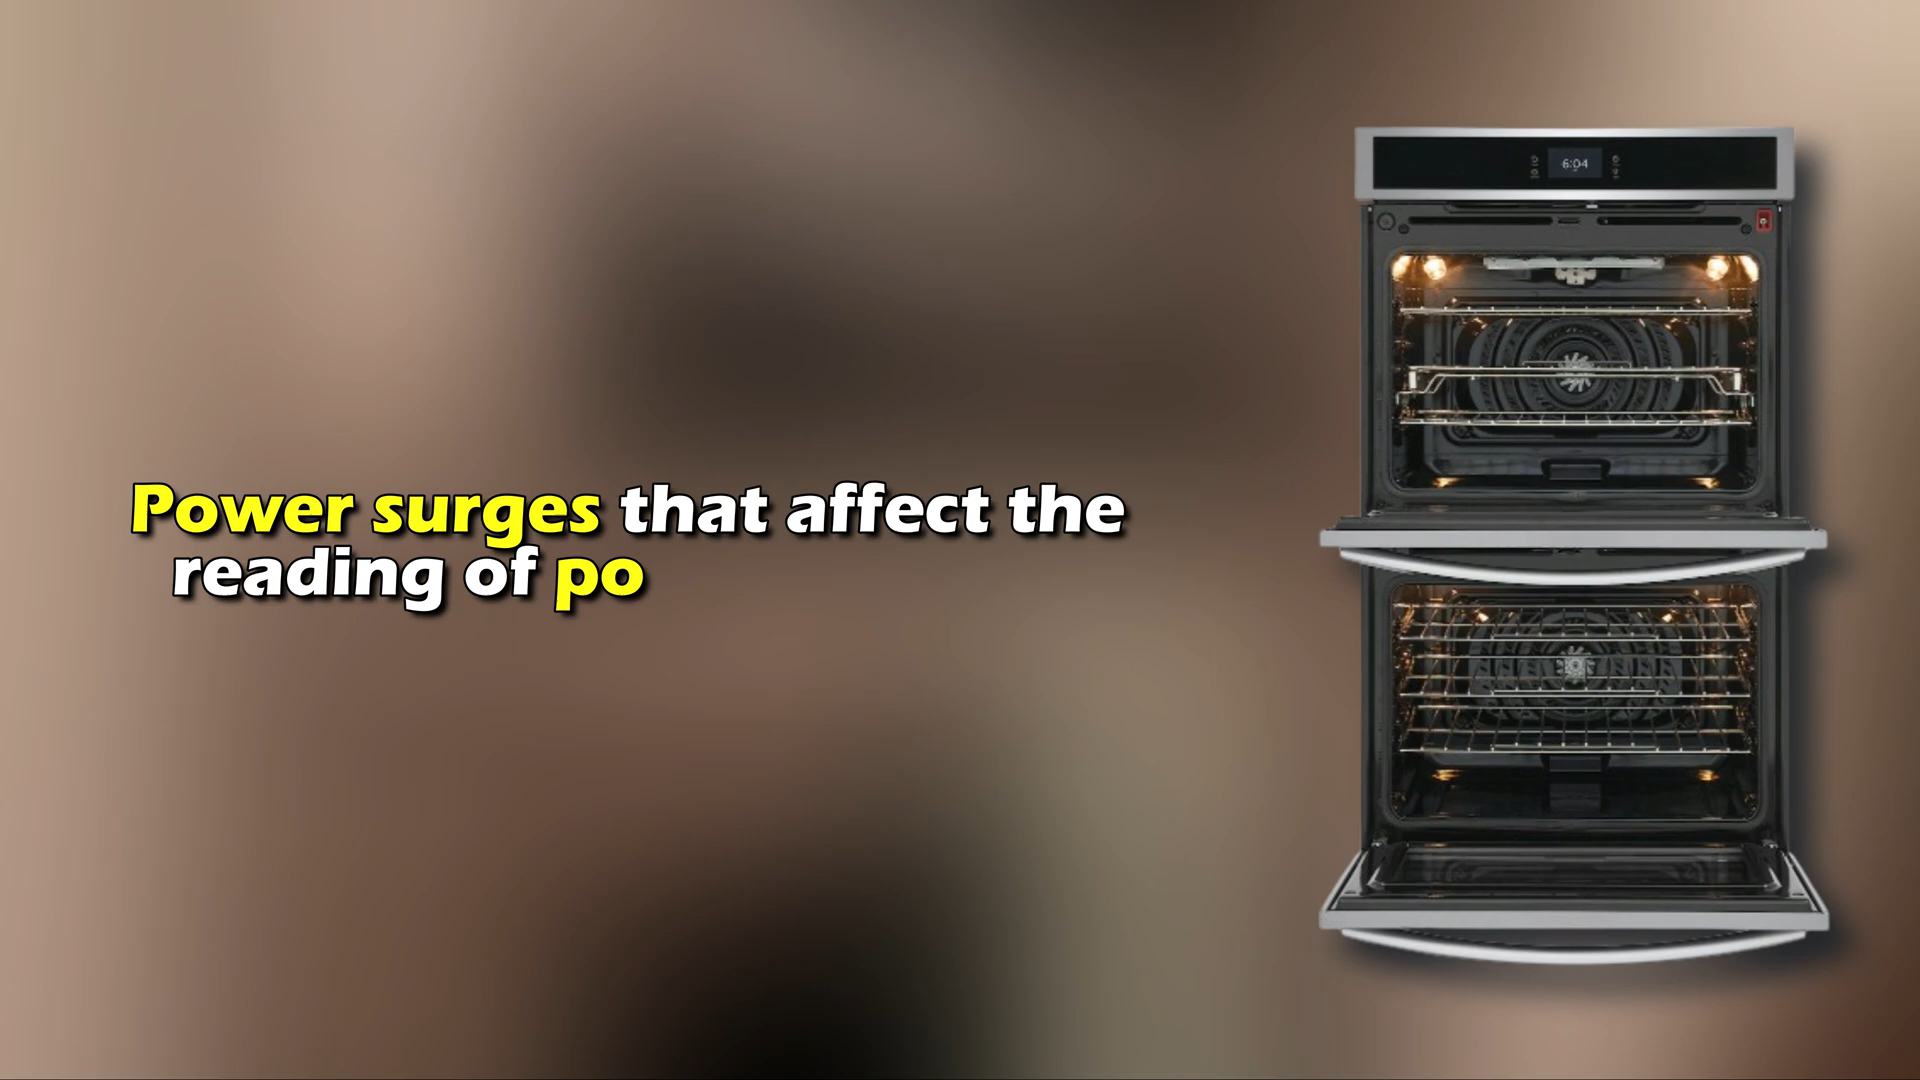 Power surges that affect the
reading of po
6:04